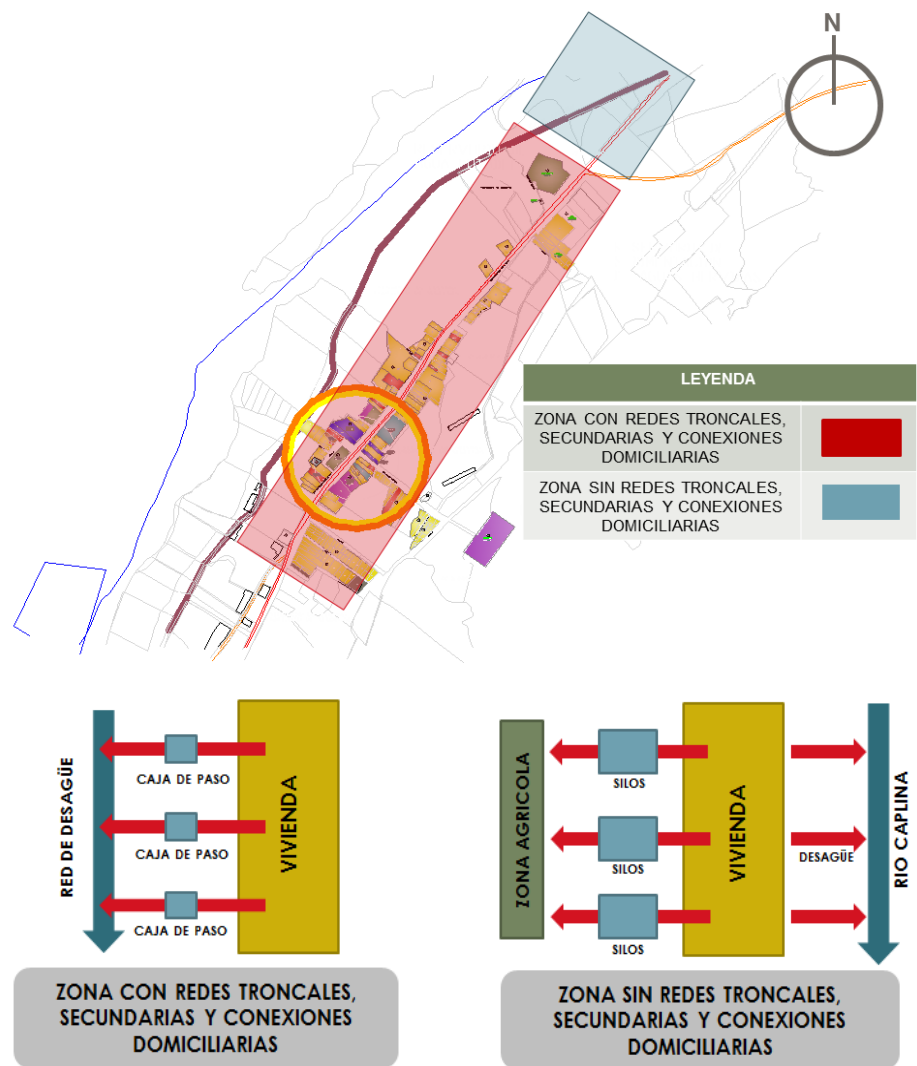 N
LEYENDA
ZONA CON REDES TRONCALES,
SECUNDARIAS Y CONEXIONES
DOMICILIARIAS
ZONA SIN REDES TRONCALES,
SECUNDARIAS Y CONEXIONES
DOMICILIARIAS
RED DE DESAGÜE
CAJA DE PASO
CAJA DE PASO
CAJA DE PASO
VIVIENDA
ZONA CON REDES TRONCALES,
SECUNDARIAS Y CONEXIONES
DOMICILIARIAS
ZONA AGRICOLA
SILOS
SILOS
SILOS
VIVIENDA
DESAGÜE
RIO CAPLINA
ZONA SIN REDES TRONCALES,
SECUNDARIAS Y CONEXIONES
DOMICILIARIAS